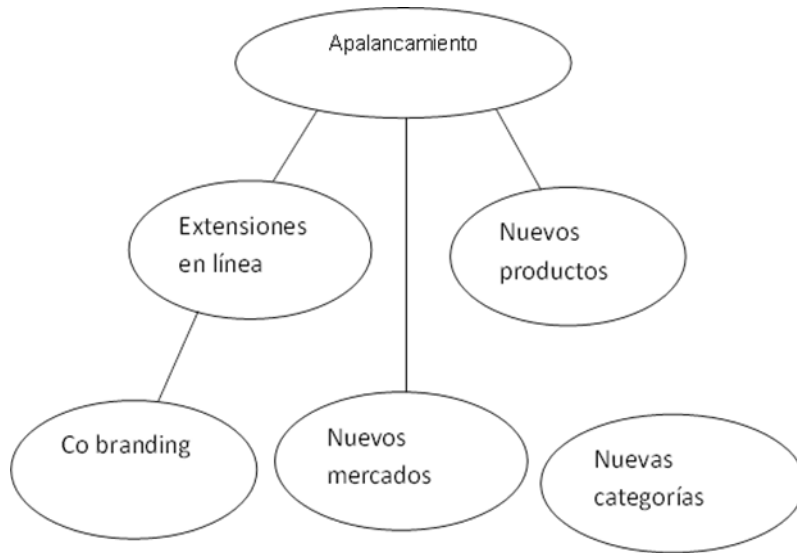 Apalancamiento
Extensiones
en línea
Nuevos
productos
Co branding
Nuevos
mercados
Nuevas
categorías